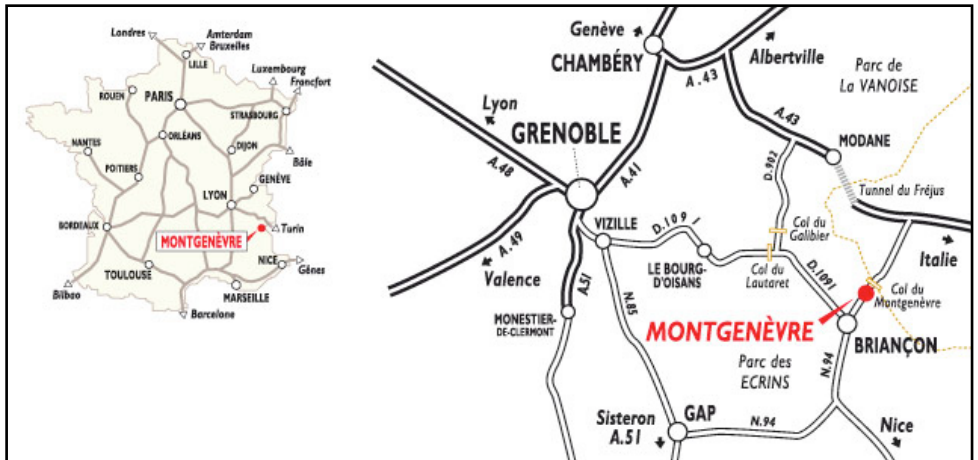 Londres
Amsterdam
Bruxelles
LILLE
Luxembourg
Francfort
ROUEN
PARIS
STRASBOURG
NANTES
ORLÉANS
DIJON
Bâle
POITIERS
GENÈVE
LYON
BORDEAUX
Turin
MONTGENÈVRE
TOULOUSE
NICE
Gênes
MARSEILLE
Bilbao
Barcelone
Genève
CHAMBÉRY
Albertville
A.43
Parc de
La VANOISE
Lyon
GRENOBLE
A.43
MODANE
A.48
A.41
D.902
Tunnel du Fréjus
VIZILLE
D.1091
Col du
Galibier
A.49
Valence
A.51
LE BOURG-
D'OISANS
Col du
Lautaret
D.1091
Italie
Col du
Montgenèvre
N.85
MONESTIER-
DE-CLERMONT
MONTGENÈVRE
BRIANÇON
Parc des
ECRINS
N.94
Sisteron
A.51
GAP
N.94
Nice